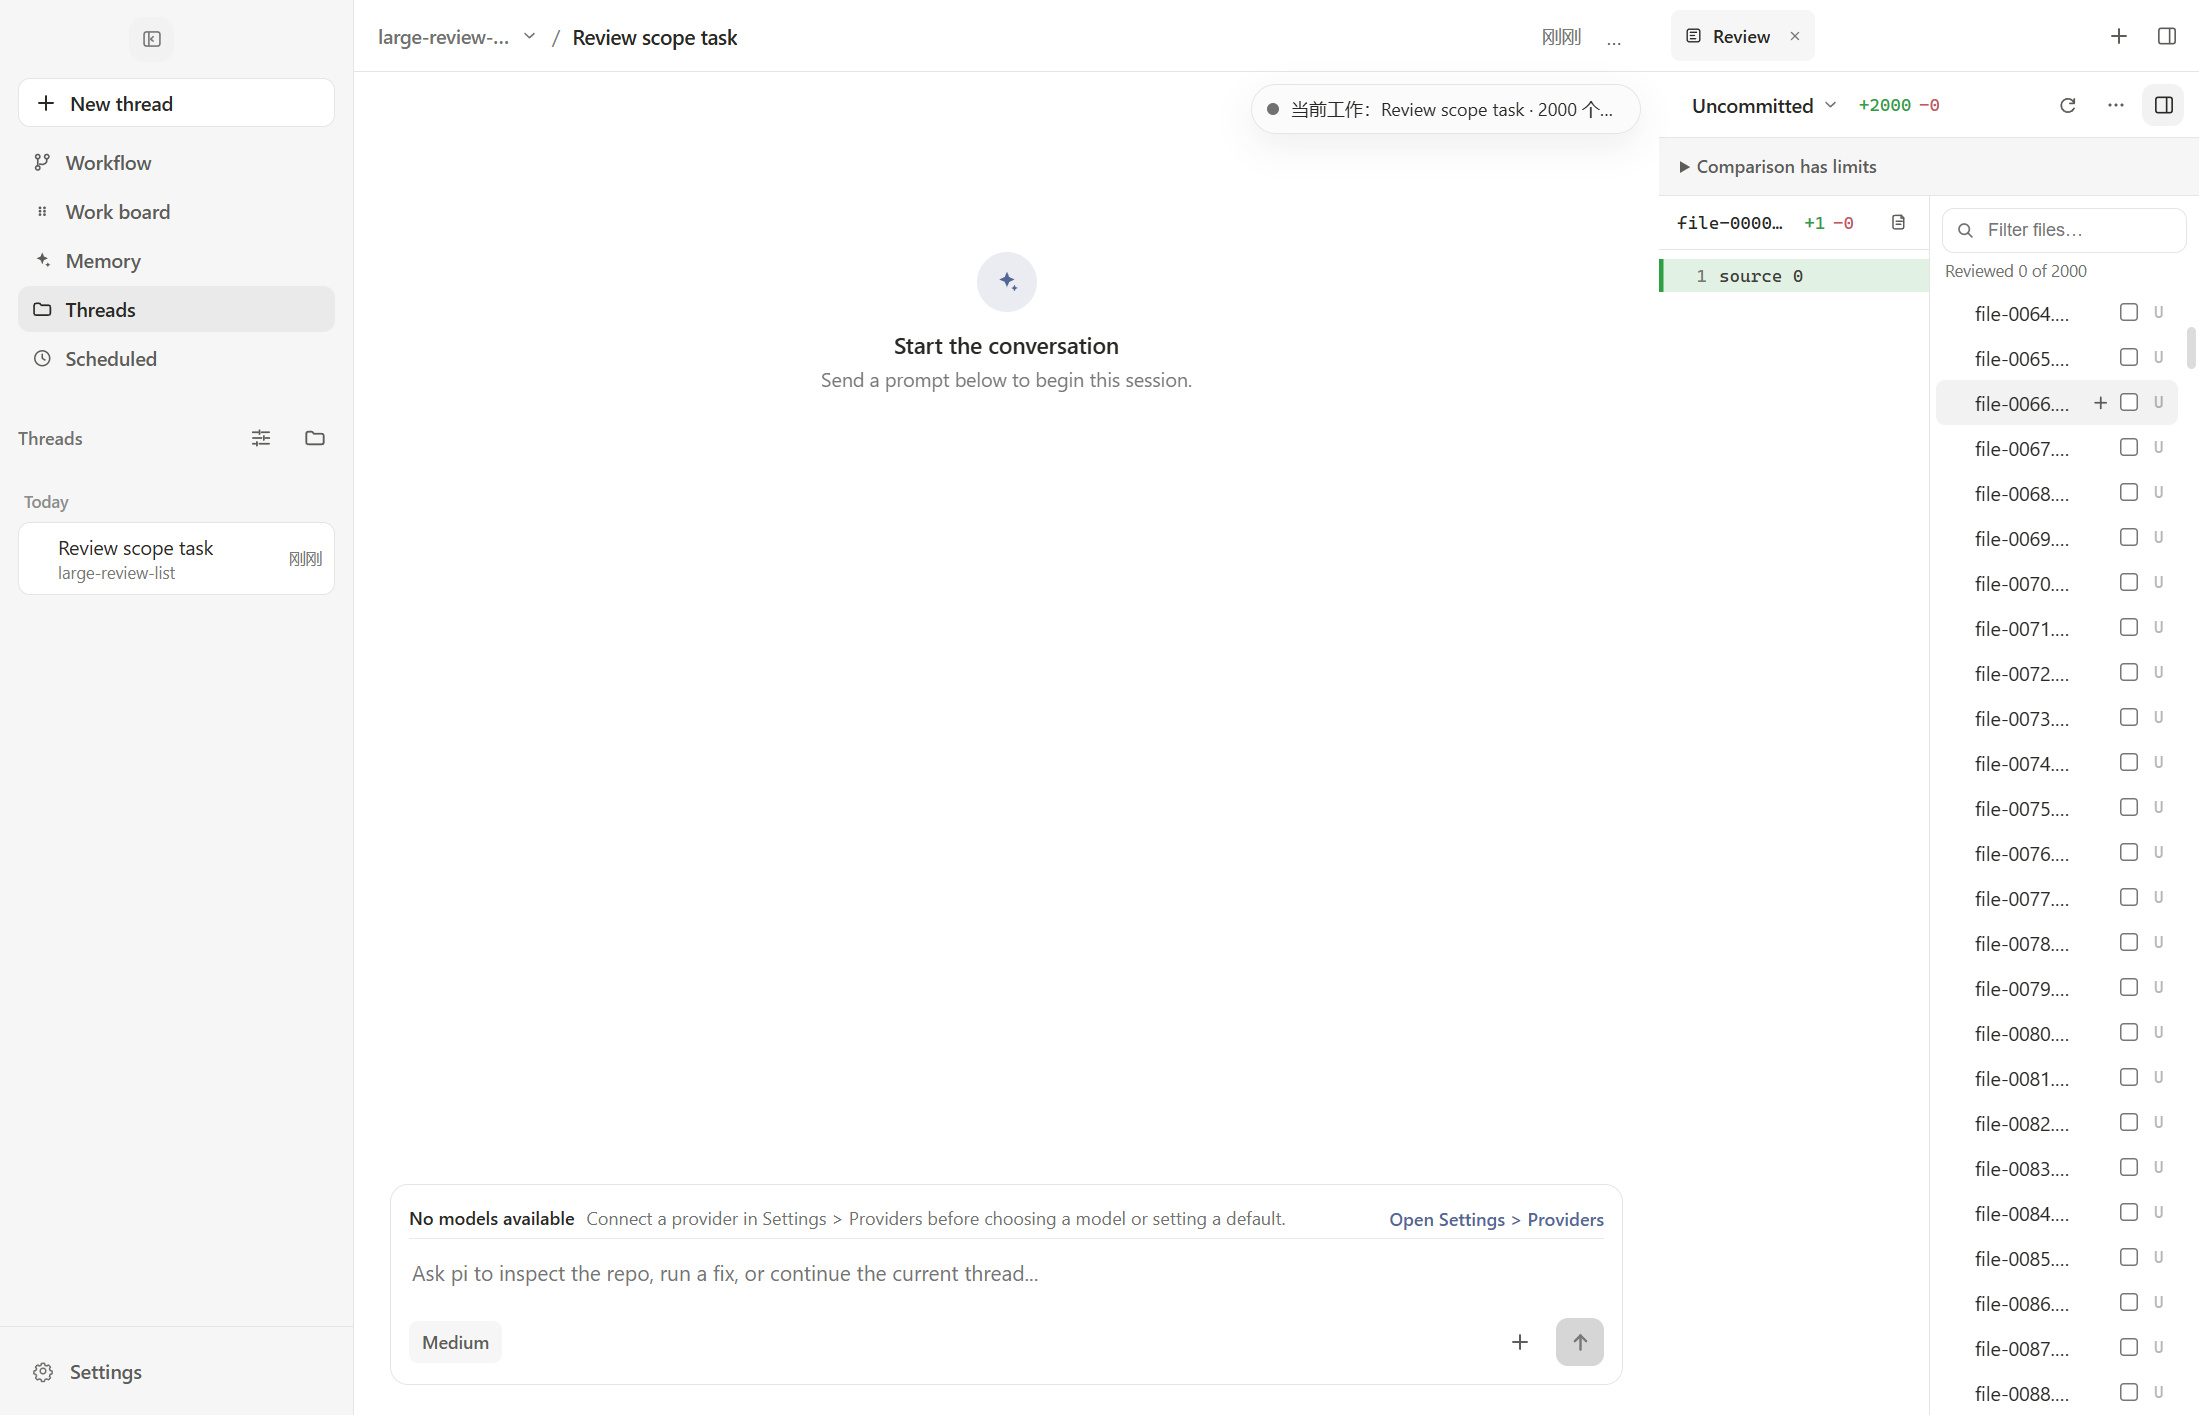 New thread
Workflow
Work board
Memory
Threads
Scheduled
Threads
Today
Review scope task
large-review-list
刚刚
Settings
large-review-... / Review scope task
刚刚 ...
当前工作：Review scope task · 2000 个...
Start the conversation
Send a prompt below to begin this session.
No models available Connect a provider in Settings > Providers before choosing a model or setting a default. Open Settings > Providers
Ask pi to inspect the repo, run a fix, or continue the current thread...
Medium
Review
Uncommitted +2000 -0
Comparison has limits
file-0000... +1 -0
1 source 0
Filter files...
Reviewed 0 of 2000
file-0064.... U
file-0065.... U
file-0066.... U
file-0067.... U
file-0068.... U
file-0069.... U
file-0070.... U
file-0071.... U
file-0072.... U
file-0073.... U
file-0074.... U
file-0075.... U
file-0076.... U
file-0077.... U
file-0078.... U
file-0079.... U
file-0080.... U
file-0081.... U
file-0082.... U
file-0083.... U
file-0084.... U
file-0085.... U
file-0086.... U
file-0087.... U
file-0088.... U